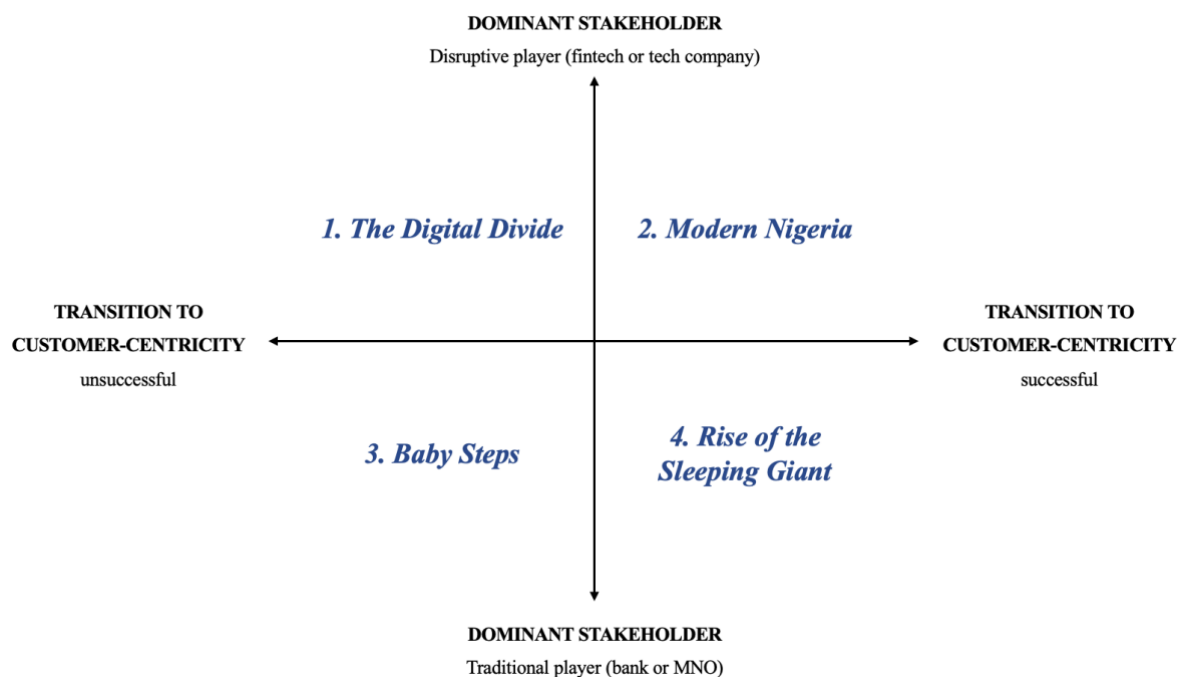 DOMINANT STAKEHOLDER
Disruptive player (fintech or tech company)
1. The Digital Divide
2. Modern Nigeria
TRANSITION TO
CUSTOMER-CENTRICITY
unsuccessful
TRANSITION TO
CUSTOMER-CENTRICITY
successful
3. Baby Steps
4. Rise of the
Sleeping Giant
DOMINANT STAKEHOLDER
Traditional player (bank or MNO)